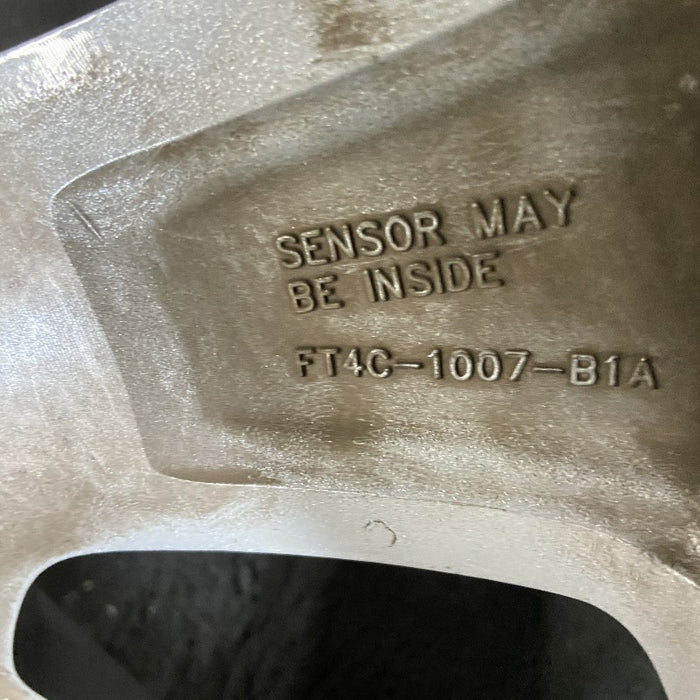 SENSOR MAY
BE INSIDE
FT4C-1007-B1A